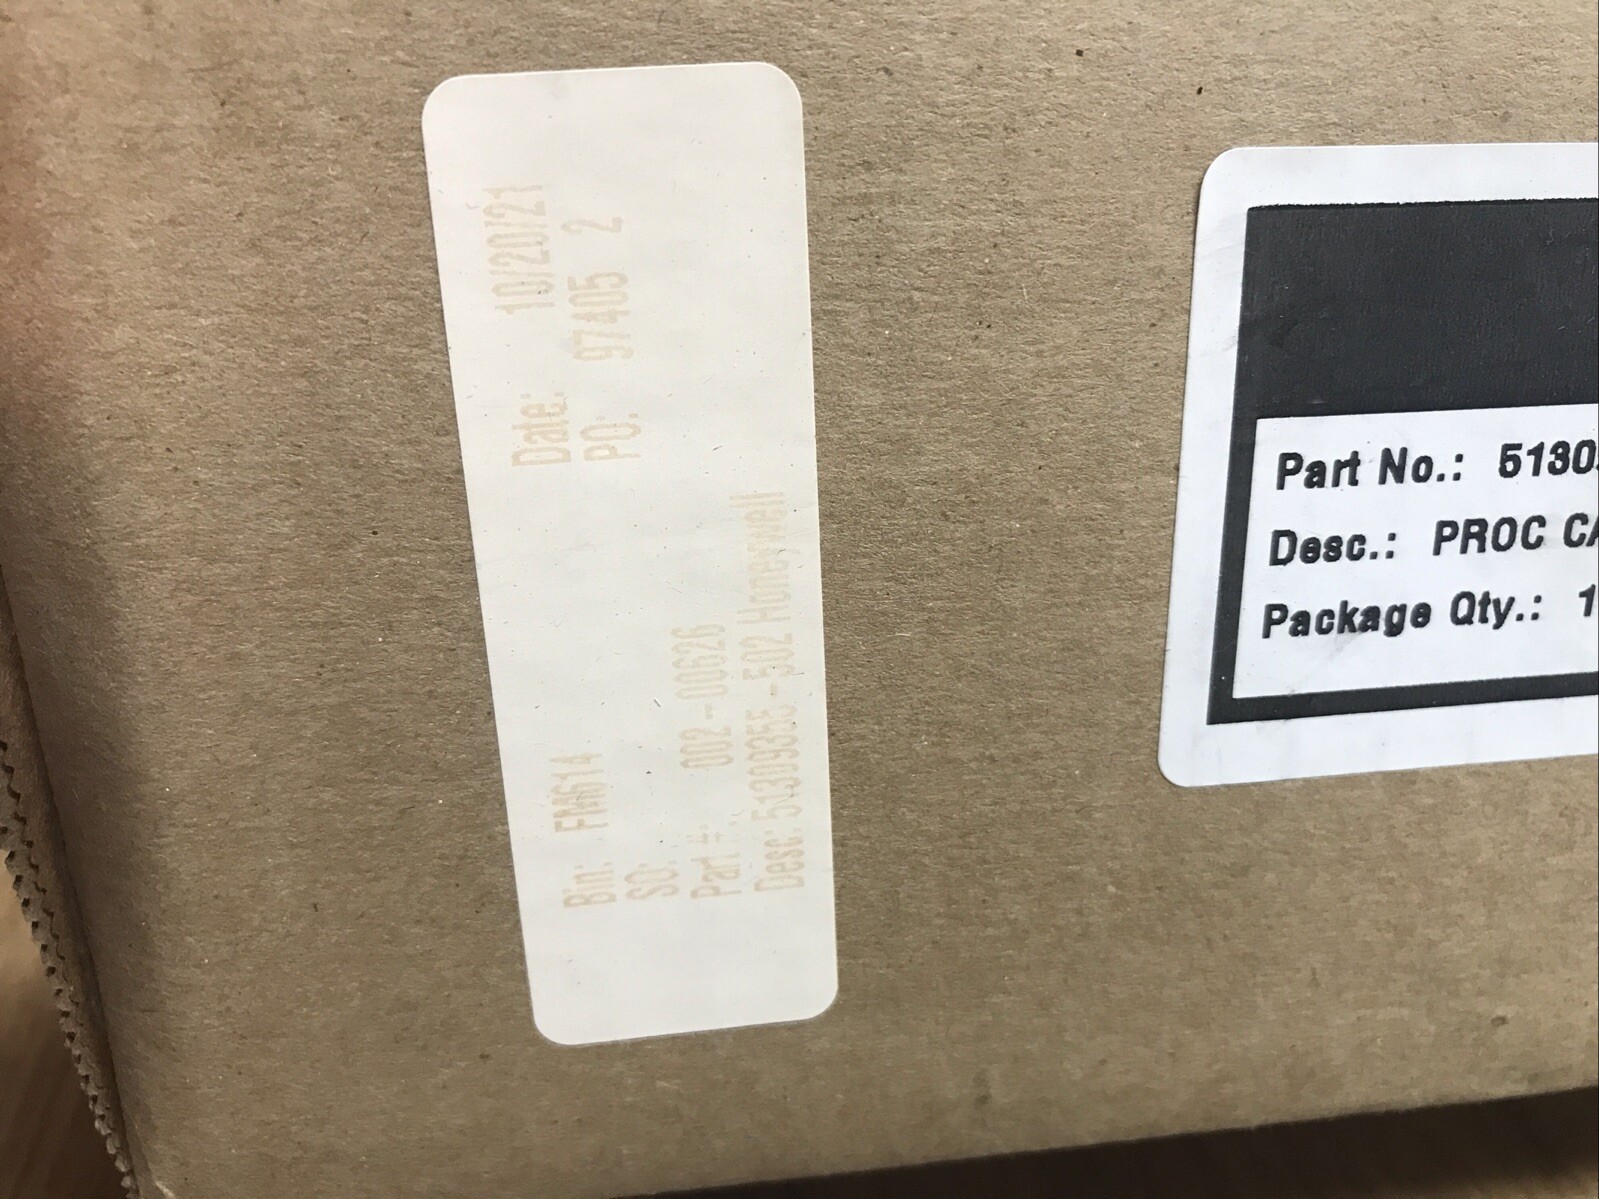 Date: 10/20/21
PO: 97405 2
Bin: FM614
SO:
Part #: 002-00626
Desc: 5130935-502 Honeywell
Part No.: 5130
Desc.: PROC CA
Package Qty.: 1